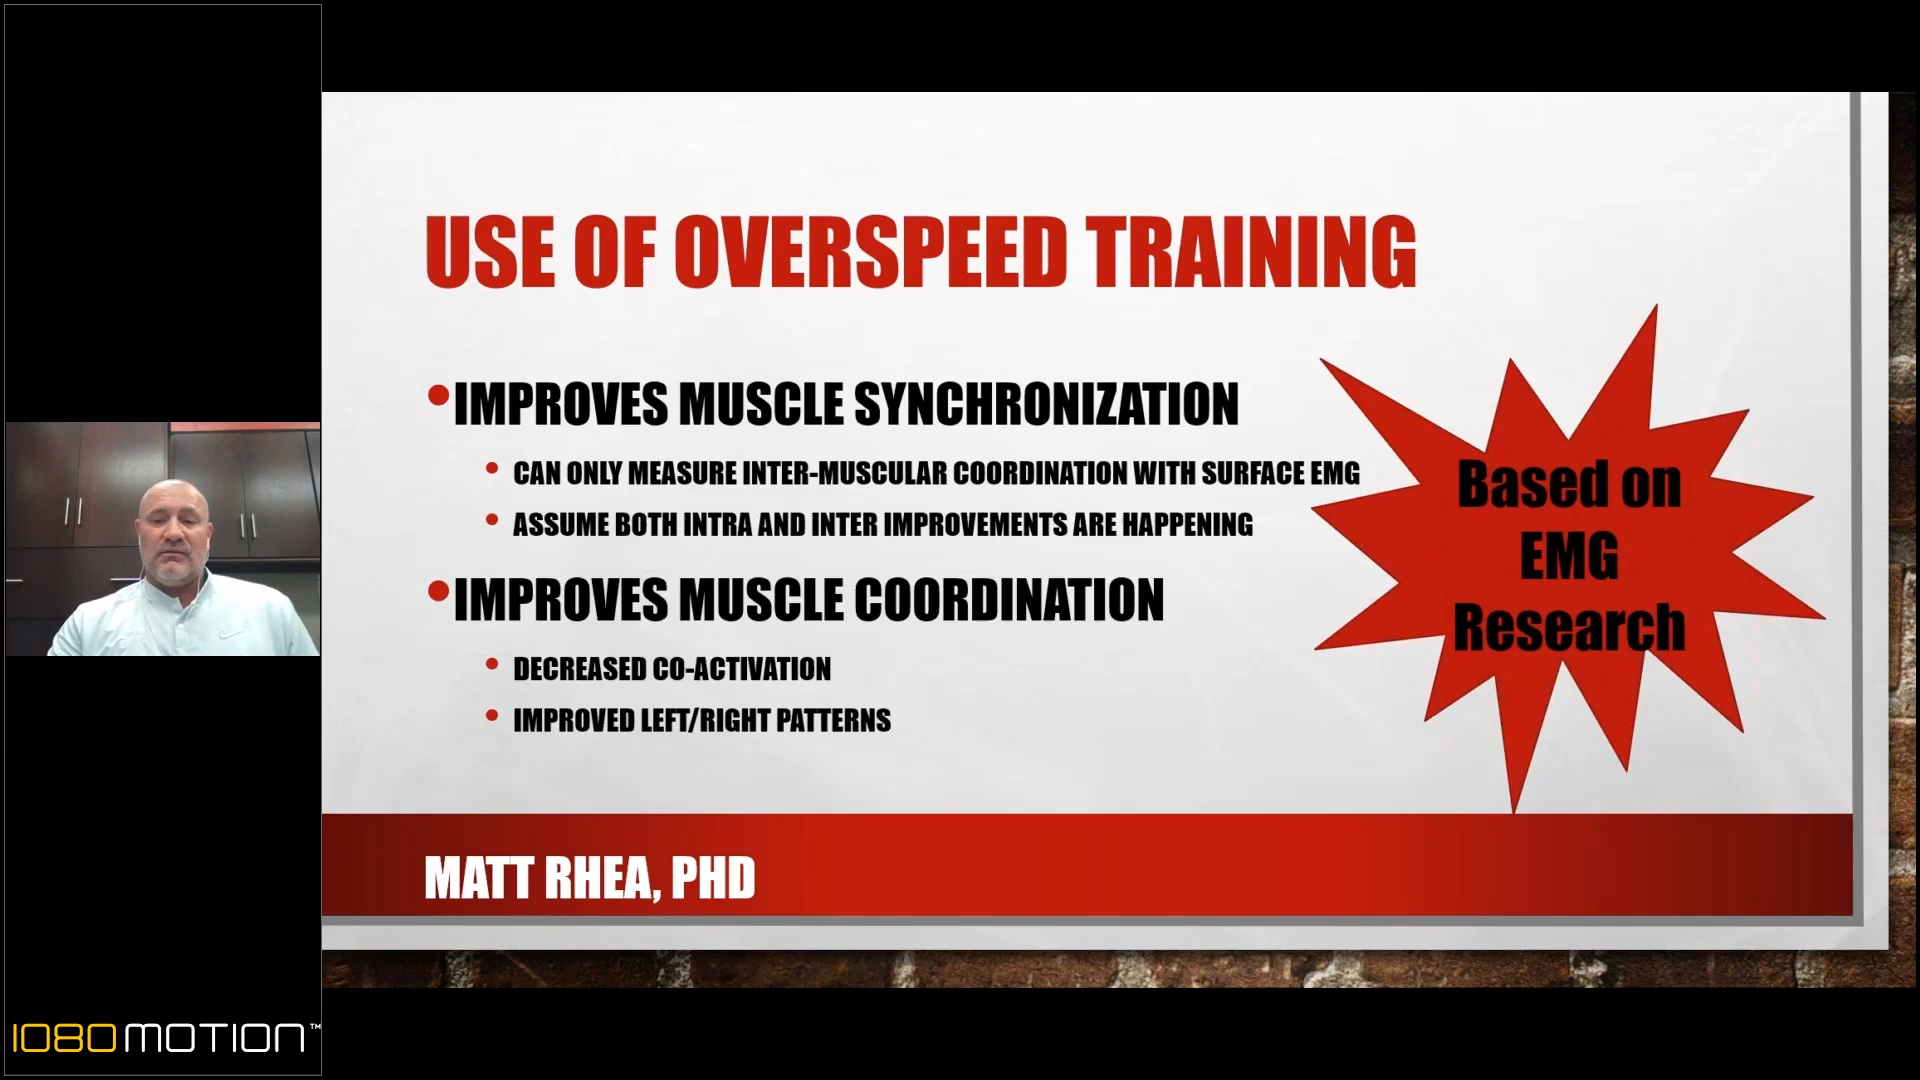 USE OF OVERSPEED TRAINING
•IMPROVES MUSCLE SYNCHRONIZATION
• CAN ONLY MEASURE INTER-MUSCULAR COORDINATION WITH SURFACE EMG
• ASSUME BOTH INTRA AND INTER IMPROVEMENTS ARE HAPPENING
•IMPROVES MUSCLE COORDINATION
• DECREASED CO-ACTIVATION
• IMPROVED LEFT/RIGHT PATTERNS
Based on
EMG
Research
MATT RHEA, PHD
1080 MOTION™